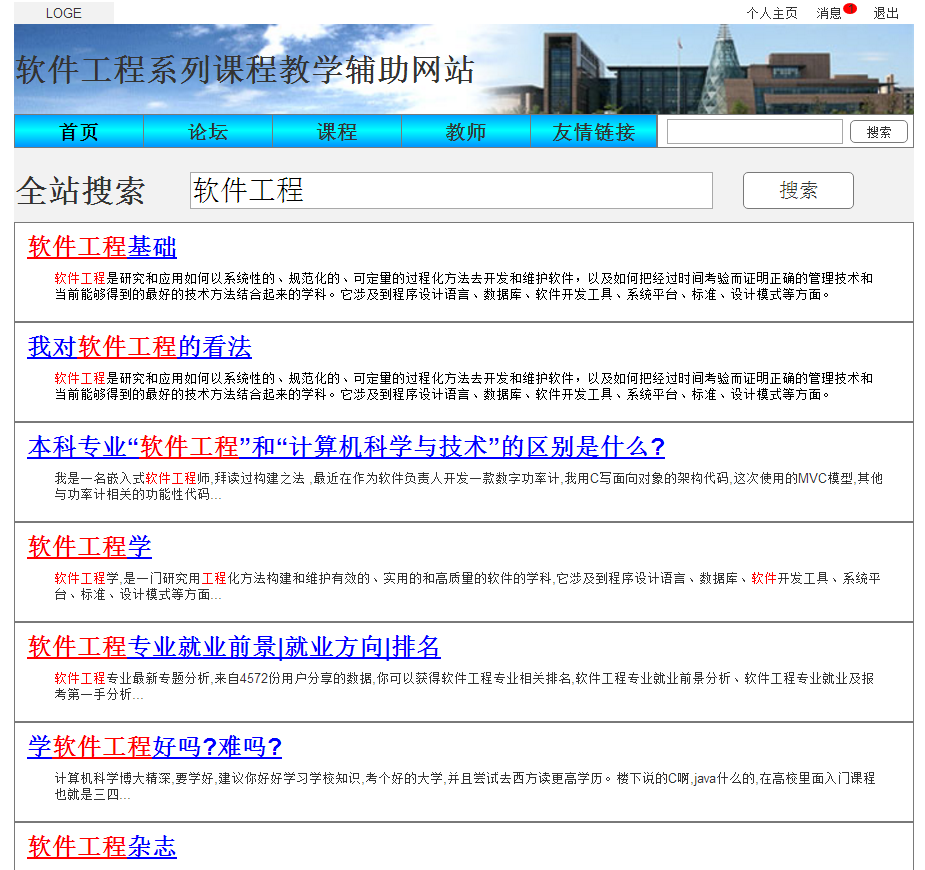 LOGE
个人主页 消息 退出
软件工程系列课程教学辅助网站
首页 论坛 课程 教师 友情链接 搜索
全站搜索 软件工程 搜索
软件工程基础
软件工程是研究和应用如何以系统性的、规范化的、可定量的过程化方法去开发和维护软件，以及如何把经过时间考验而证明正确的管理技术和
当前能够得到的最好的技术方法结合起来的学科。它涉及到程序设计语言、数据库、软件开发工具、系统平台、标准、设计模式等方面。
我对软件工程的看法
软件工程是研究和应用如何以系统性的、规范化的、可定量的过程化方法去开发和维护软件，以及如何把经过时间考验而证明正确的管理技术和
当前能够得到的最好的技术方法结合起来的学科。它涉及到程序设计语言、数据库、软件开发工具、系统平台、标准、设计模式等方面。
本科专业“软件工程”和“计算机科学与技术”的区别是什么?
我是一名嵌入式软件工程师,拜读过构建之法 ,最近在作为软件负责人开发一款数字功率计,我用C写面向对象的架构代码,这次使用的MVC模型,其他
与功率计相关的功能性代码...
软件工程学
软件工程学,是一门研究用工程化方法构建和维护有效的、实用的和高质量的软件的学科,它涉及到程序设计语言、数据库、软件开发工具、系统平
台、标准、设计模式等方面...
软件工程专业就业前景|就业方向|排名
软件工程专业最新专题分析,来自4572份用户分享的数据,你可以获得软件工程专业相关排名,软件工程专业就业前景分析、软件工程专业就业及报
考第一手分析...
学软件工程好吗?难吗?
计算机科学博大精深,要学好,建议你好好学习学校知识,考个好的大学,并且尝试去西方读更高学历。楼下说的C啊,java什么的,在高校里面入门课程
也就是三四...
软件工程杂志